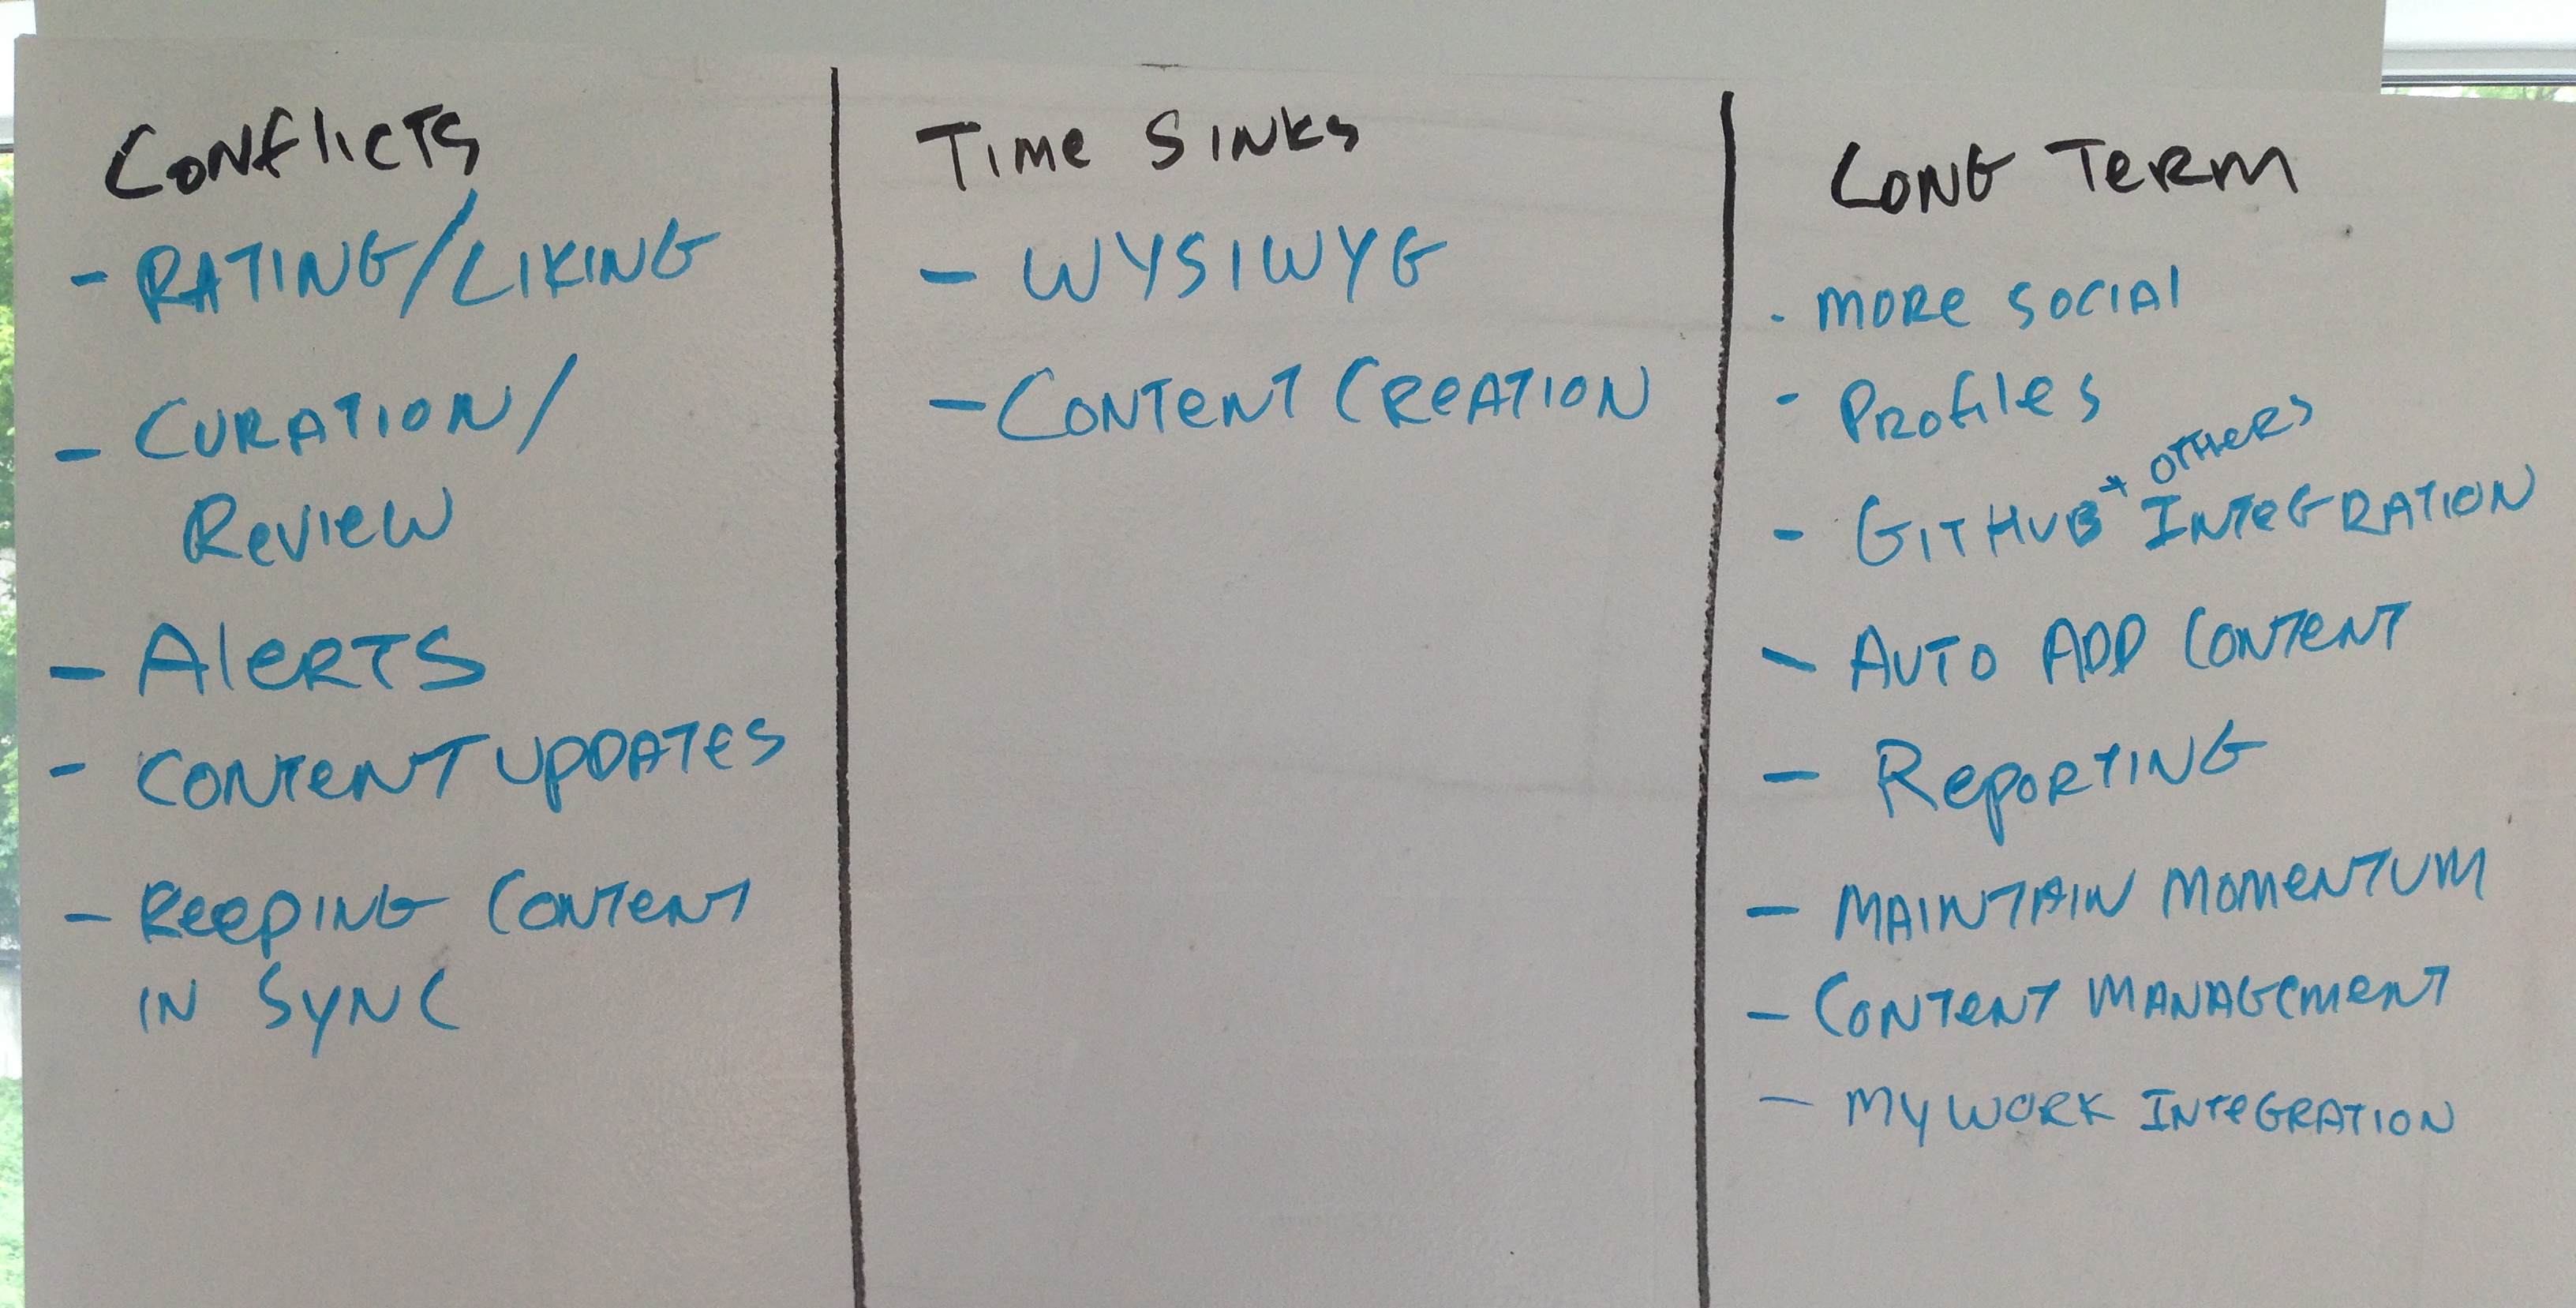 Conflicts
- RATING/LIKING
- CURATION/
Review
- Alerts
- Content updates
- Keeping Content
in Sync
Time Sinks
- WYSIWYG
- Content Creation
Long Term
- more social
- Profiles
+ others
- GitHub Integration
- Auto Add Content
- Reporting
- Maintain Momentum
- Content Management
- My Work Integration